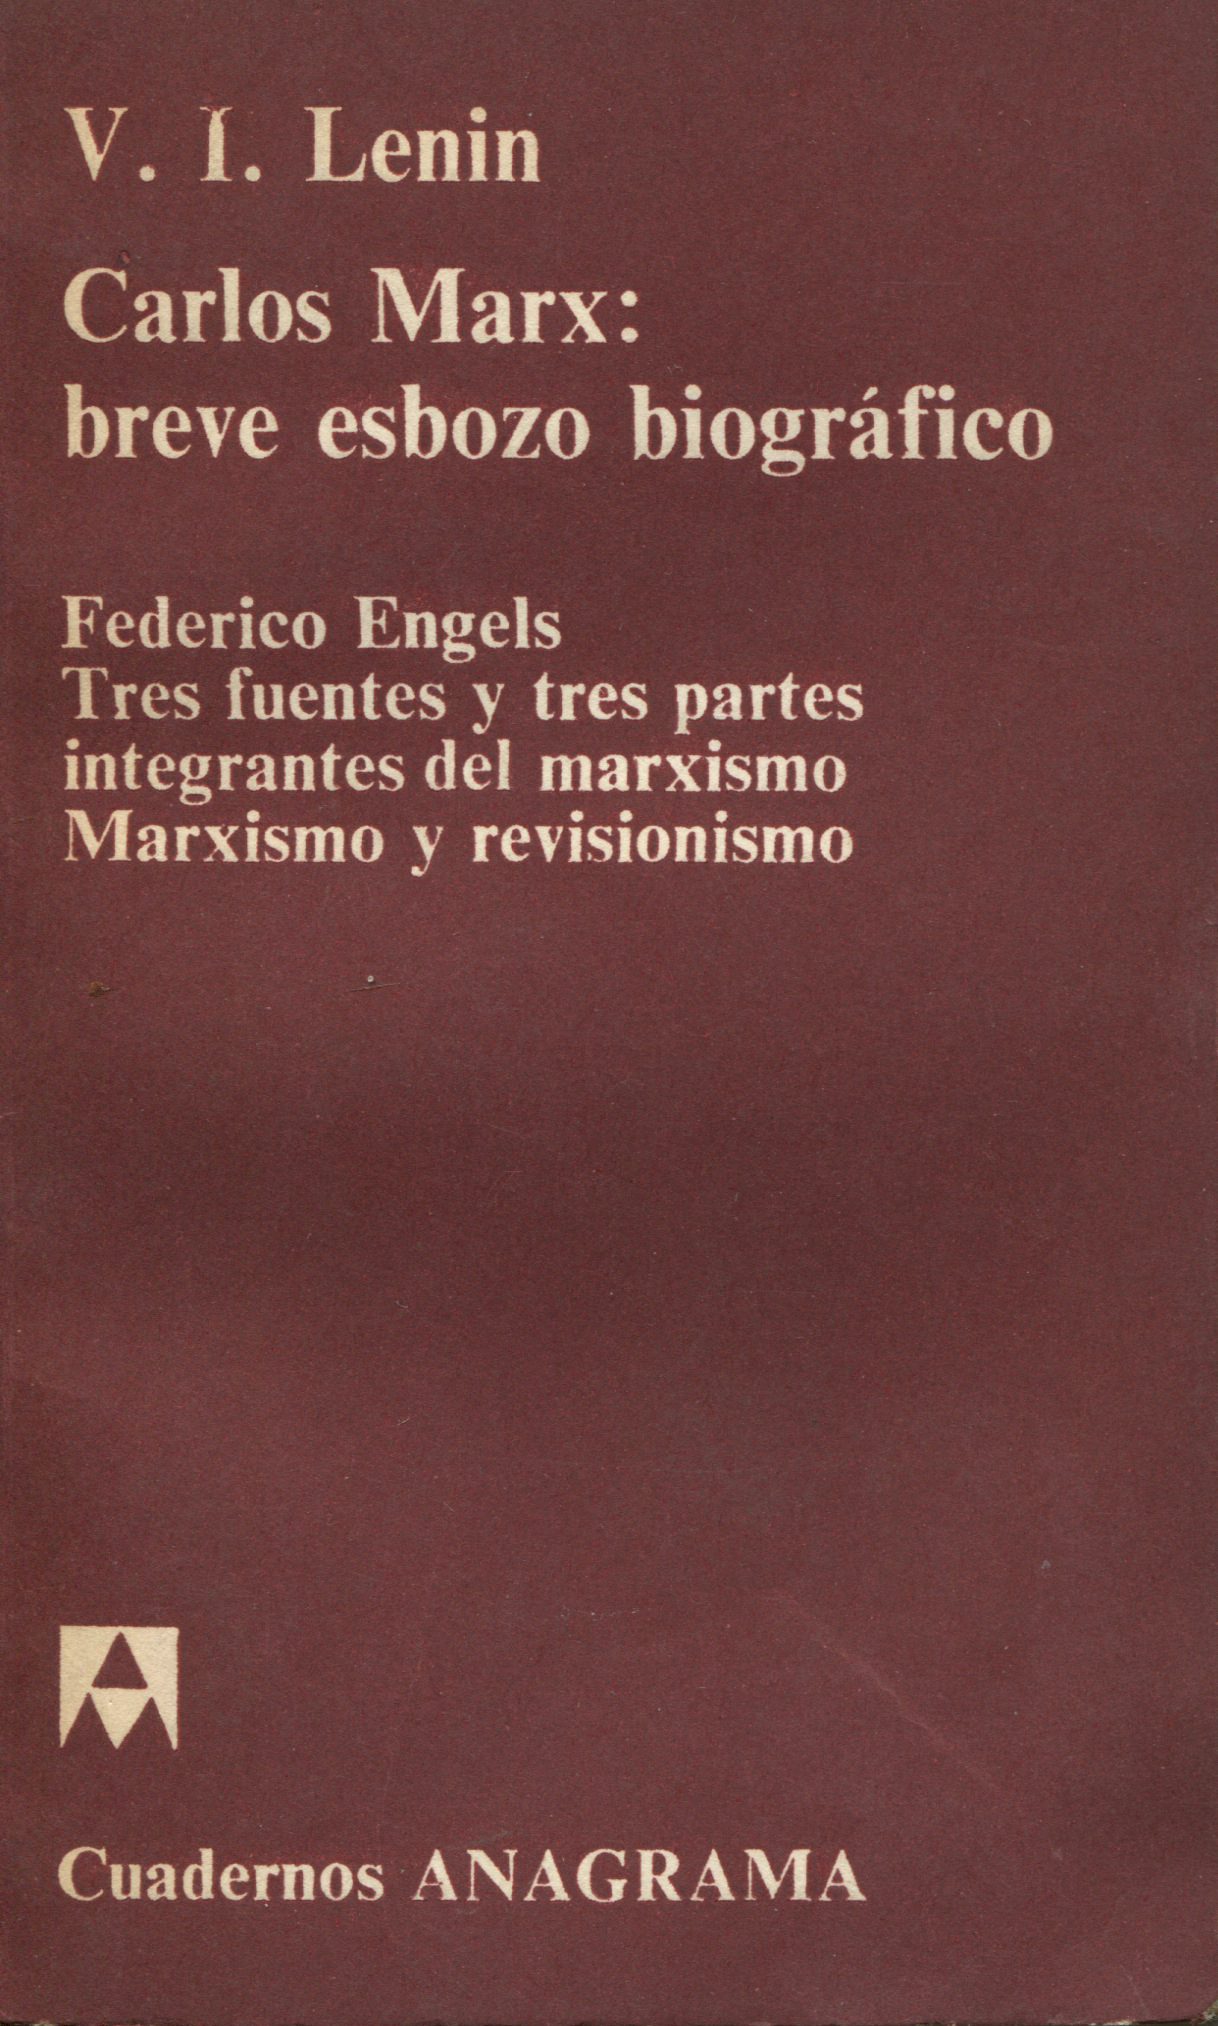 V. I. Lenin
Carlos Marx:
breve esbozo biográfico
Federico Engels
Tres fuentes y tres partes
integrantes del marxismo
Marxismo y revisionismo
Cuadernos ANAGRAMA